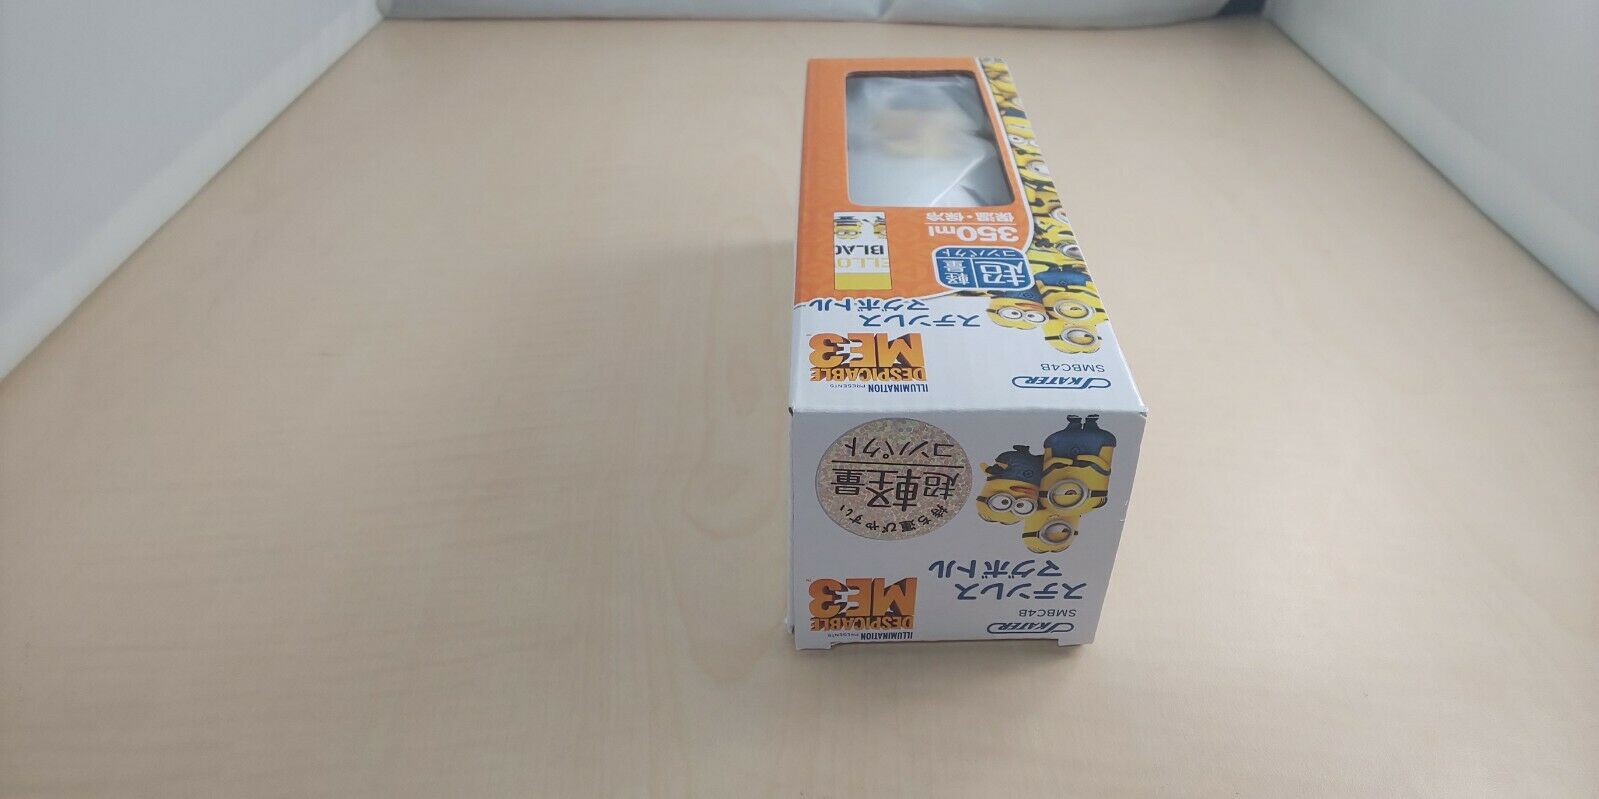 SKATER
SMBC4B
ILLUMINATION PRESENTS
DESPICABLE
ME3
TM
ステンレス
マグボトル
超軽量
コンパクト
350ml
保温・保冷
BLA
SKATER
SMBC4B
ILLUMINATION PRESENTS
DESPICABLE
ME3
TM
ステンレス
マグボトル
持ち運びやすい
超軽量
コンパクト